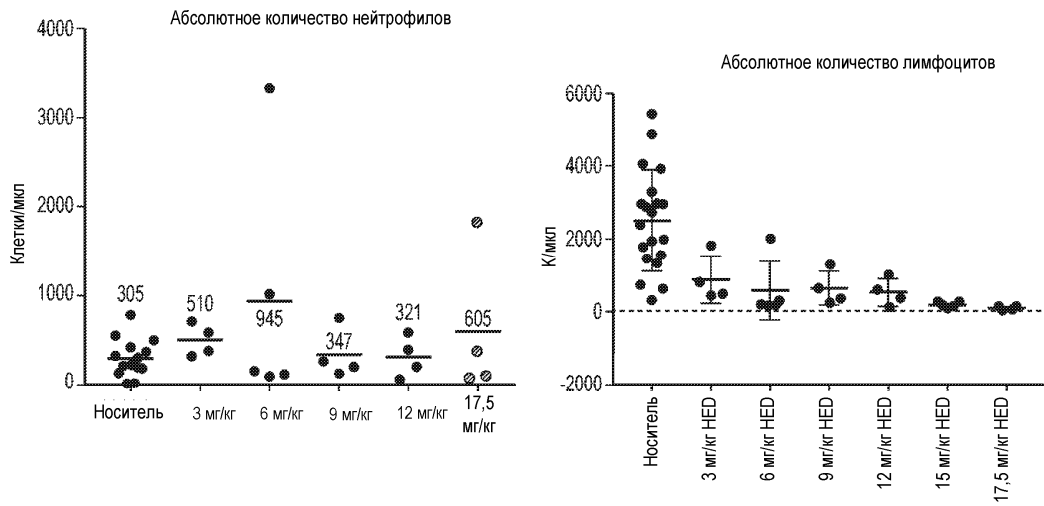 Абсолютное количество нейтрофилов
4000
3000
2000
1000
0
Клетки/мкл
305
510
945
347
321
605
Носитель
3 мг/кг
6 мг/кг
9 мг/кг
12 мг/кг
17,5
мг/кг
Абсолютное количество лимфоцитов
6000
4000
2000
0
-2000
К/мкл
Носитель
3 мг/кг HED
6 мг/кг HED
9 мг/кг HED
12 мг/кг HED
15 мг/кг HED
17,5 мг/кг HED